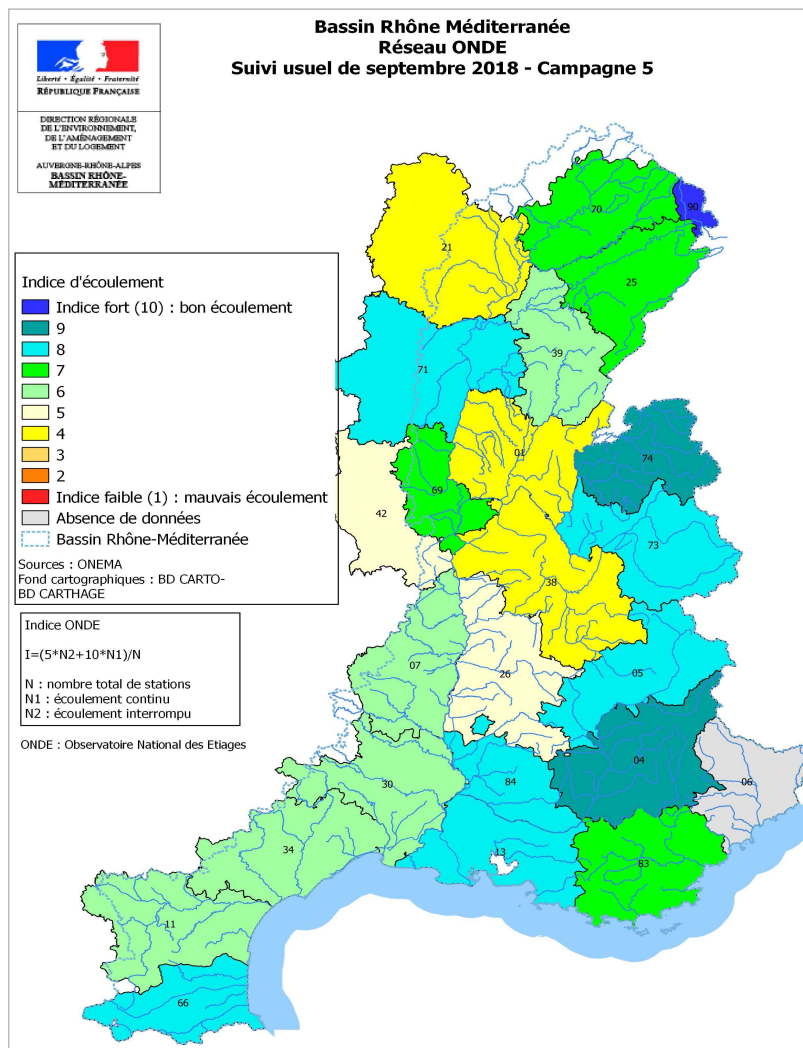 Bassin Rhône Méditerranée
Réseau ONDE
Suivi usuel de septembre 2018 - Campagne 5
Liberté • Égalité • Fraternité
RÉPUBLIQUE FRANÇAISE
DIRECTION RÉGIONALE
DE L'ENVIRONNEMENT,
DE L'AMÉNAGEMENT
ET DU LOGEMENT
AUVERGNE-RHÔNE-ALPES
BASSIN RHÔNE-
MÉDITERRANÉE
Indice d'écoulement
Indice fort (10) : bon écoulement
9
8
7
6
5
4
3
2
Indice faible (1) : mauvais écoulement
Absence de données
Bassin Rhône-Méditerranée
Sources : ONEMA
Fond cartographiques : BD CARTO-
BD CARTHAGE
Indice ONDE
I=(5*N2+10*N1)/N
N : nombre total de stations
N1 : écoulement continu
N2 : écoulement interrompu
ONDE : Observatoire National des Etiages
90
70
21
25
39
71
01
74
69
42
73
38
07
26
05
04
06
30
84
34
13
83
11
66